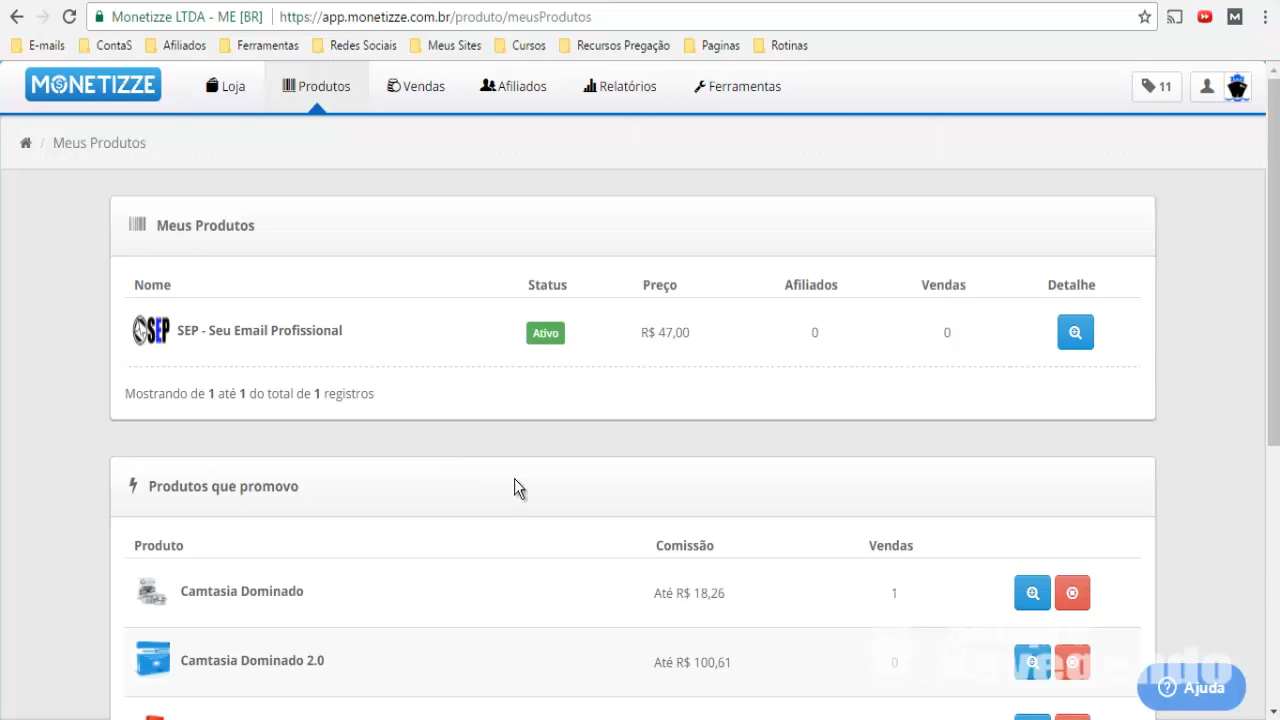 Monetizze LTDA - ME [BR] https://app.monetizze.com.br/produto/meusProdutos
E-mails ContaS Afiliados Ferramentas Redes Sociais Meus Sites Cursos Recursos Pregação Paginas Rotinas
MONETIZZE Loja Produtos Vendas Afiliados Relatórios Ferramentas 11
/ Meus Produtos
Meus Produtos
Nome Status Preço Afiliados Vendas Detalhe
SEP SEP - Seu Email Profissional Ativo R$ 47,00 0 0
Mostrando de 1 até 1 do total de 1 registros
Produtos que promovo
Produto Comissão Vendas
Camtasia Dominado Até R$ 18,26 1
Camtasia Dominado 2.0 Até R$ 100,61 0
Ajuda